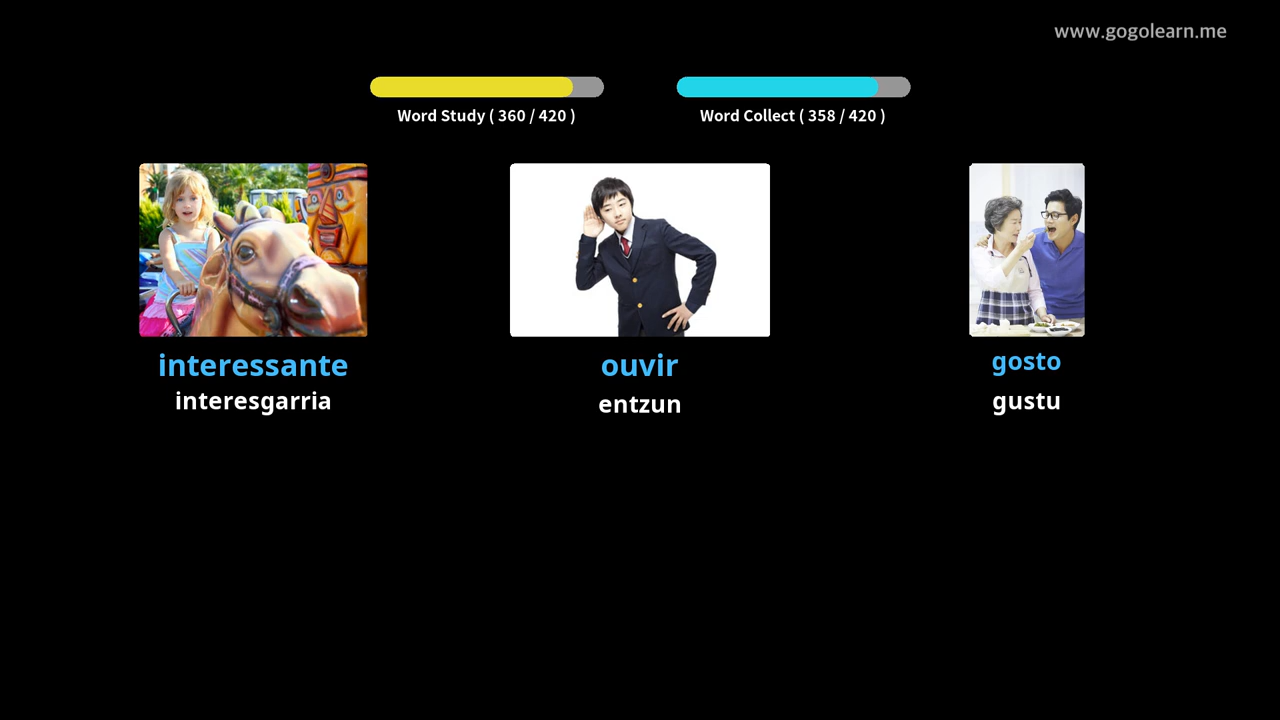 www.gogolearn.me
Word Study ( 360 / 420 )
Word Collect ( 358 / 420 )
interessante
interesgarria
ouvir
entzun
gosto
gustu